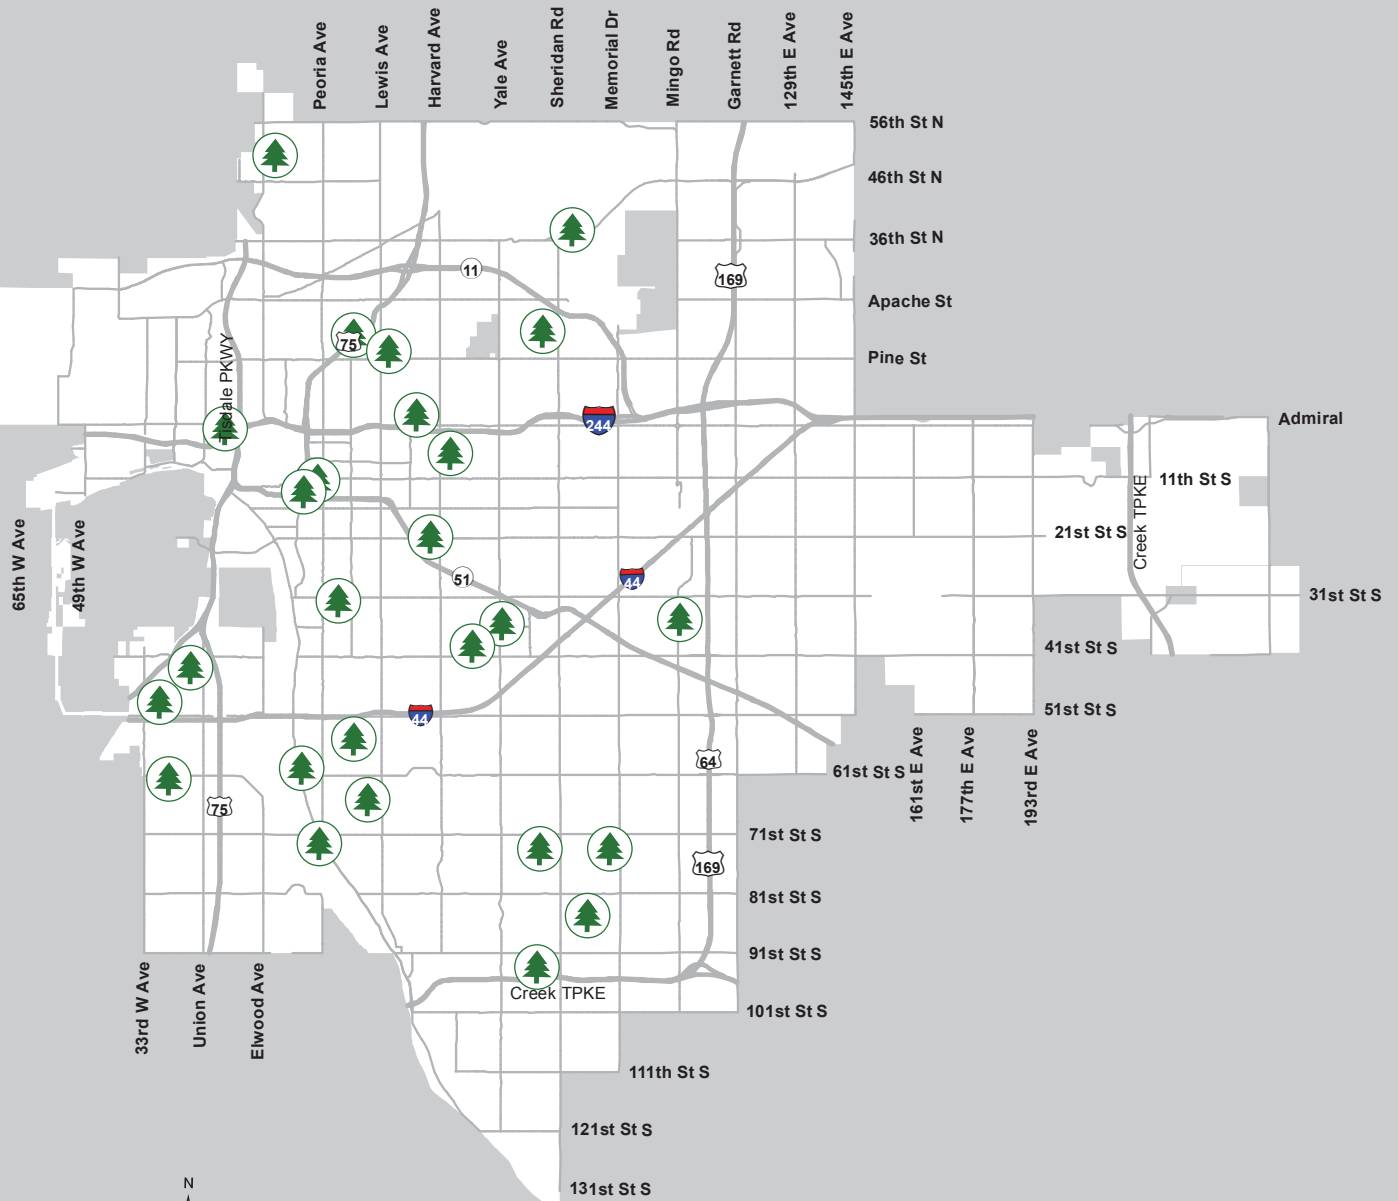 Peoria Ave
Lewis Ave
Harvard Ave
Yale Ave
Sheridan Rd
Memorial Dr
Mingo Rd
Garnett Rd
129th E Ave
145th E Ave
56th St N
46th St N
36th St N
11
169
Apache St
75
Pine St
Tisdale PKWY
244
Admiral
11th St S
Creek TPKE
21st St S
65th W Ave
49th W Ave
51
44
31st St S
41st St S
44
51st St S
64
61st St S
161st E Ave
177th E Ave
193rd E Ave
75
71st St S
169
81st St S
91st St S
33rd W Ave
Union Ave
Elwood Ave
Creek TPKE
101st St S
111th St S
121st St S
N
131st St S